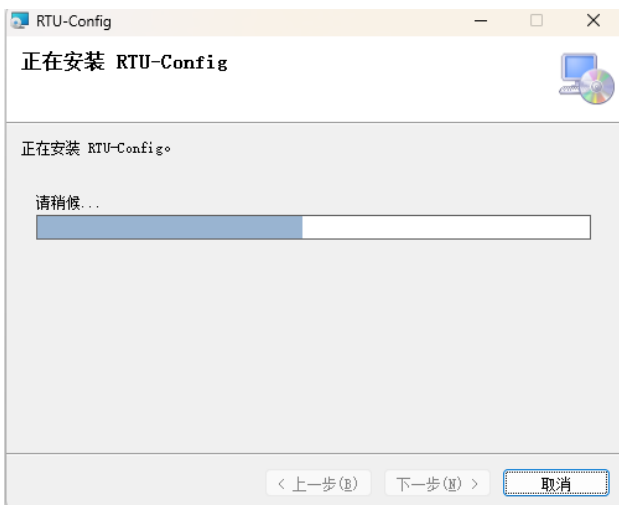 RTU-Config
正在安装 RTU-Config
正在安装 RTU-Config。
请稍候...
< 上一步(B) 下一步(N) > 取消